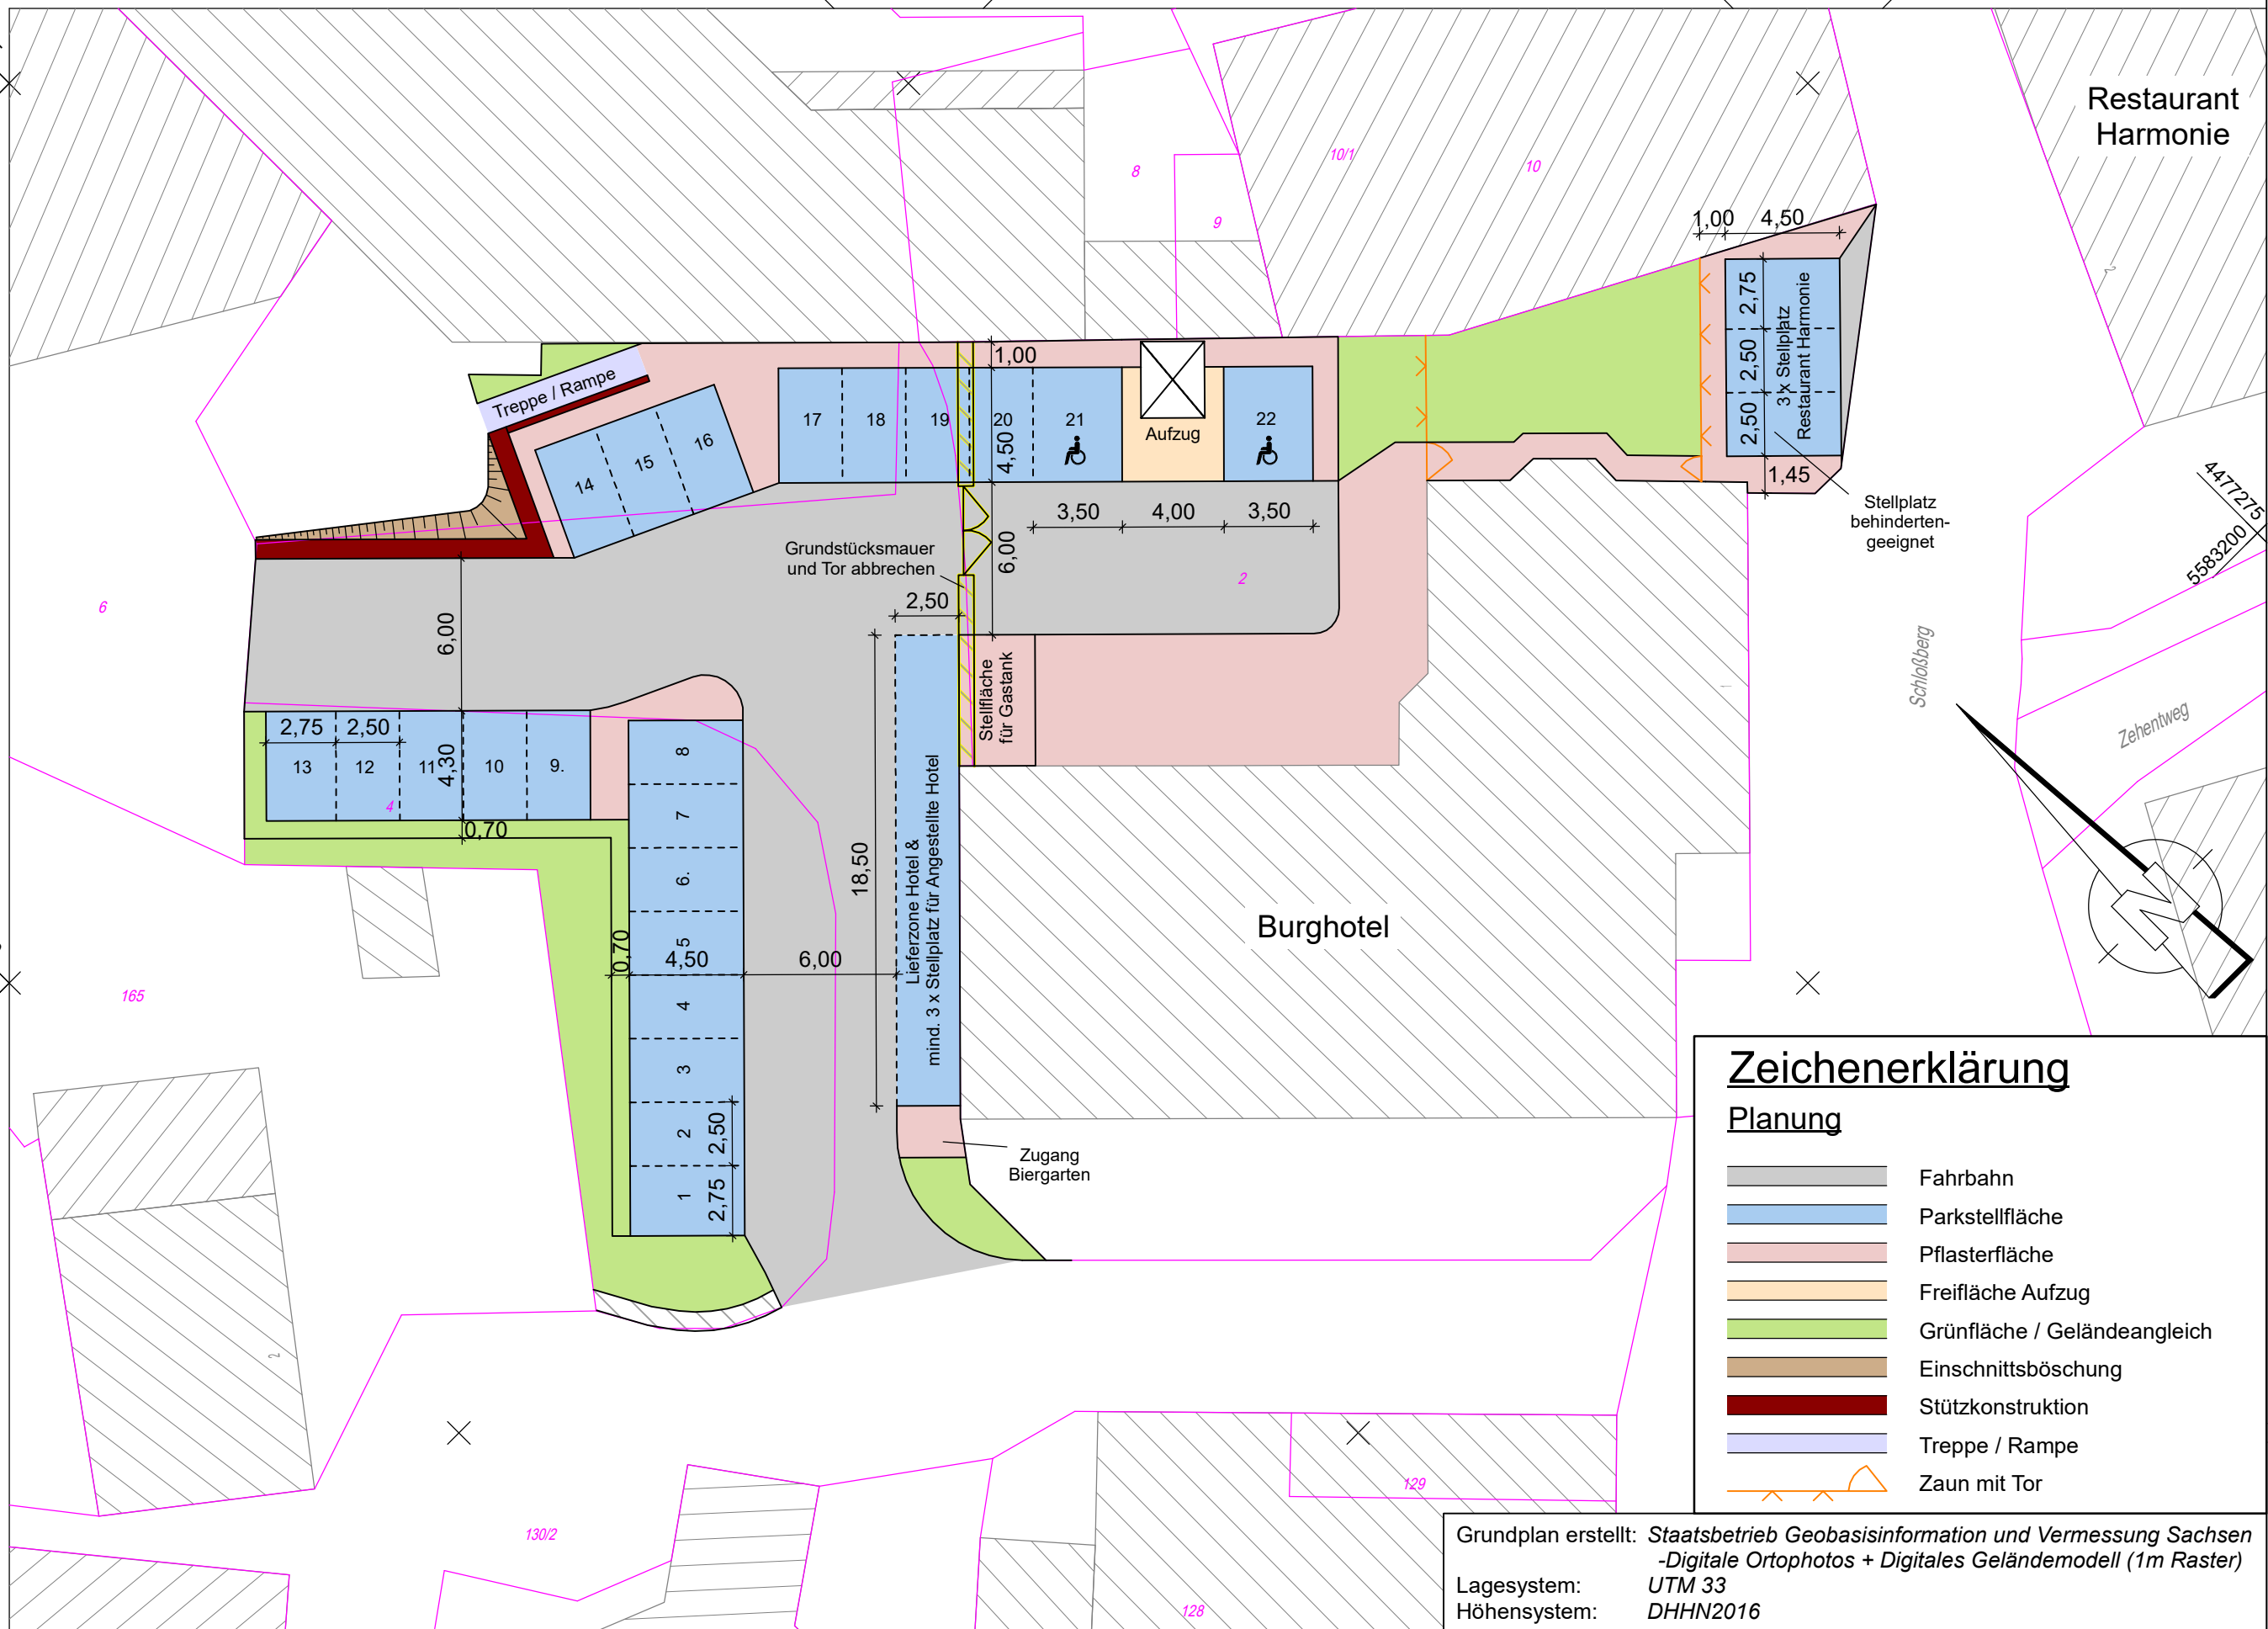 Restaurant
Harmonie
8
9
10/1
10
1,00
4,50
2,75
2,50
2,50
3 x Stellplatz
Restaurant Harmonie
1,45
Stellplatz
behinderten-
geeignet
4477275
5583200
Treppe / Rampe
14
15
16
17
18
19
20
21
Aufzug
22
1,00
4,50
6,00
3,50
4,00
3,50
Grundstücksmauer
und Tor abbrechen
2
2,50
Stellfläche
für Gastank
6
6,00
2,75
2,50
13
12
11
10
9.
4,30
4
0,70
8
7
6.
5
4
3
2
1
0,70
4,50
6,00
2,50
2,75
18,50
Lieferzone Hotel &
mind. 3 x Stellplatz für Angestellte Hotel
Burghotel
Zugang
Biergarten
Schloßberg
Zehentweg
N
165
2
2
130/2
129
128
Zeichenerklärung
Planung
Fahrbahn
Parkstellfläche
Pflasterfläche
Freifläche Aufzug
Grünfläche / Geländeangleich
Einschnittsböschung
Stützkonstruktion
Treppe / Rampe
Zaun mit Tor
Grundplan erstellt: Staatsbetrieb Geobasisinformation und Vermessung Sachsen
-Digitale Ortophotos + Digitales Geländemodell (1m Raster)
Lagesystem: UTM 33
Höhensystem: DHHN2016